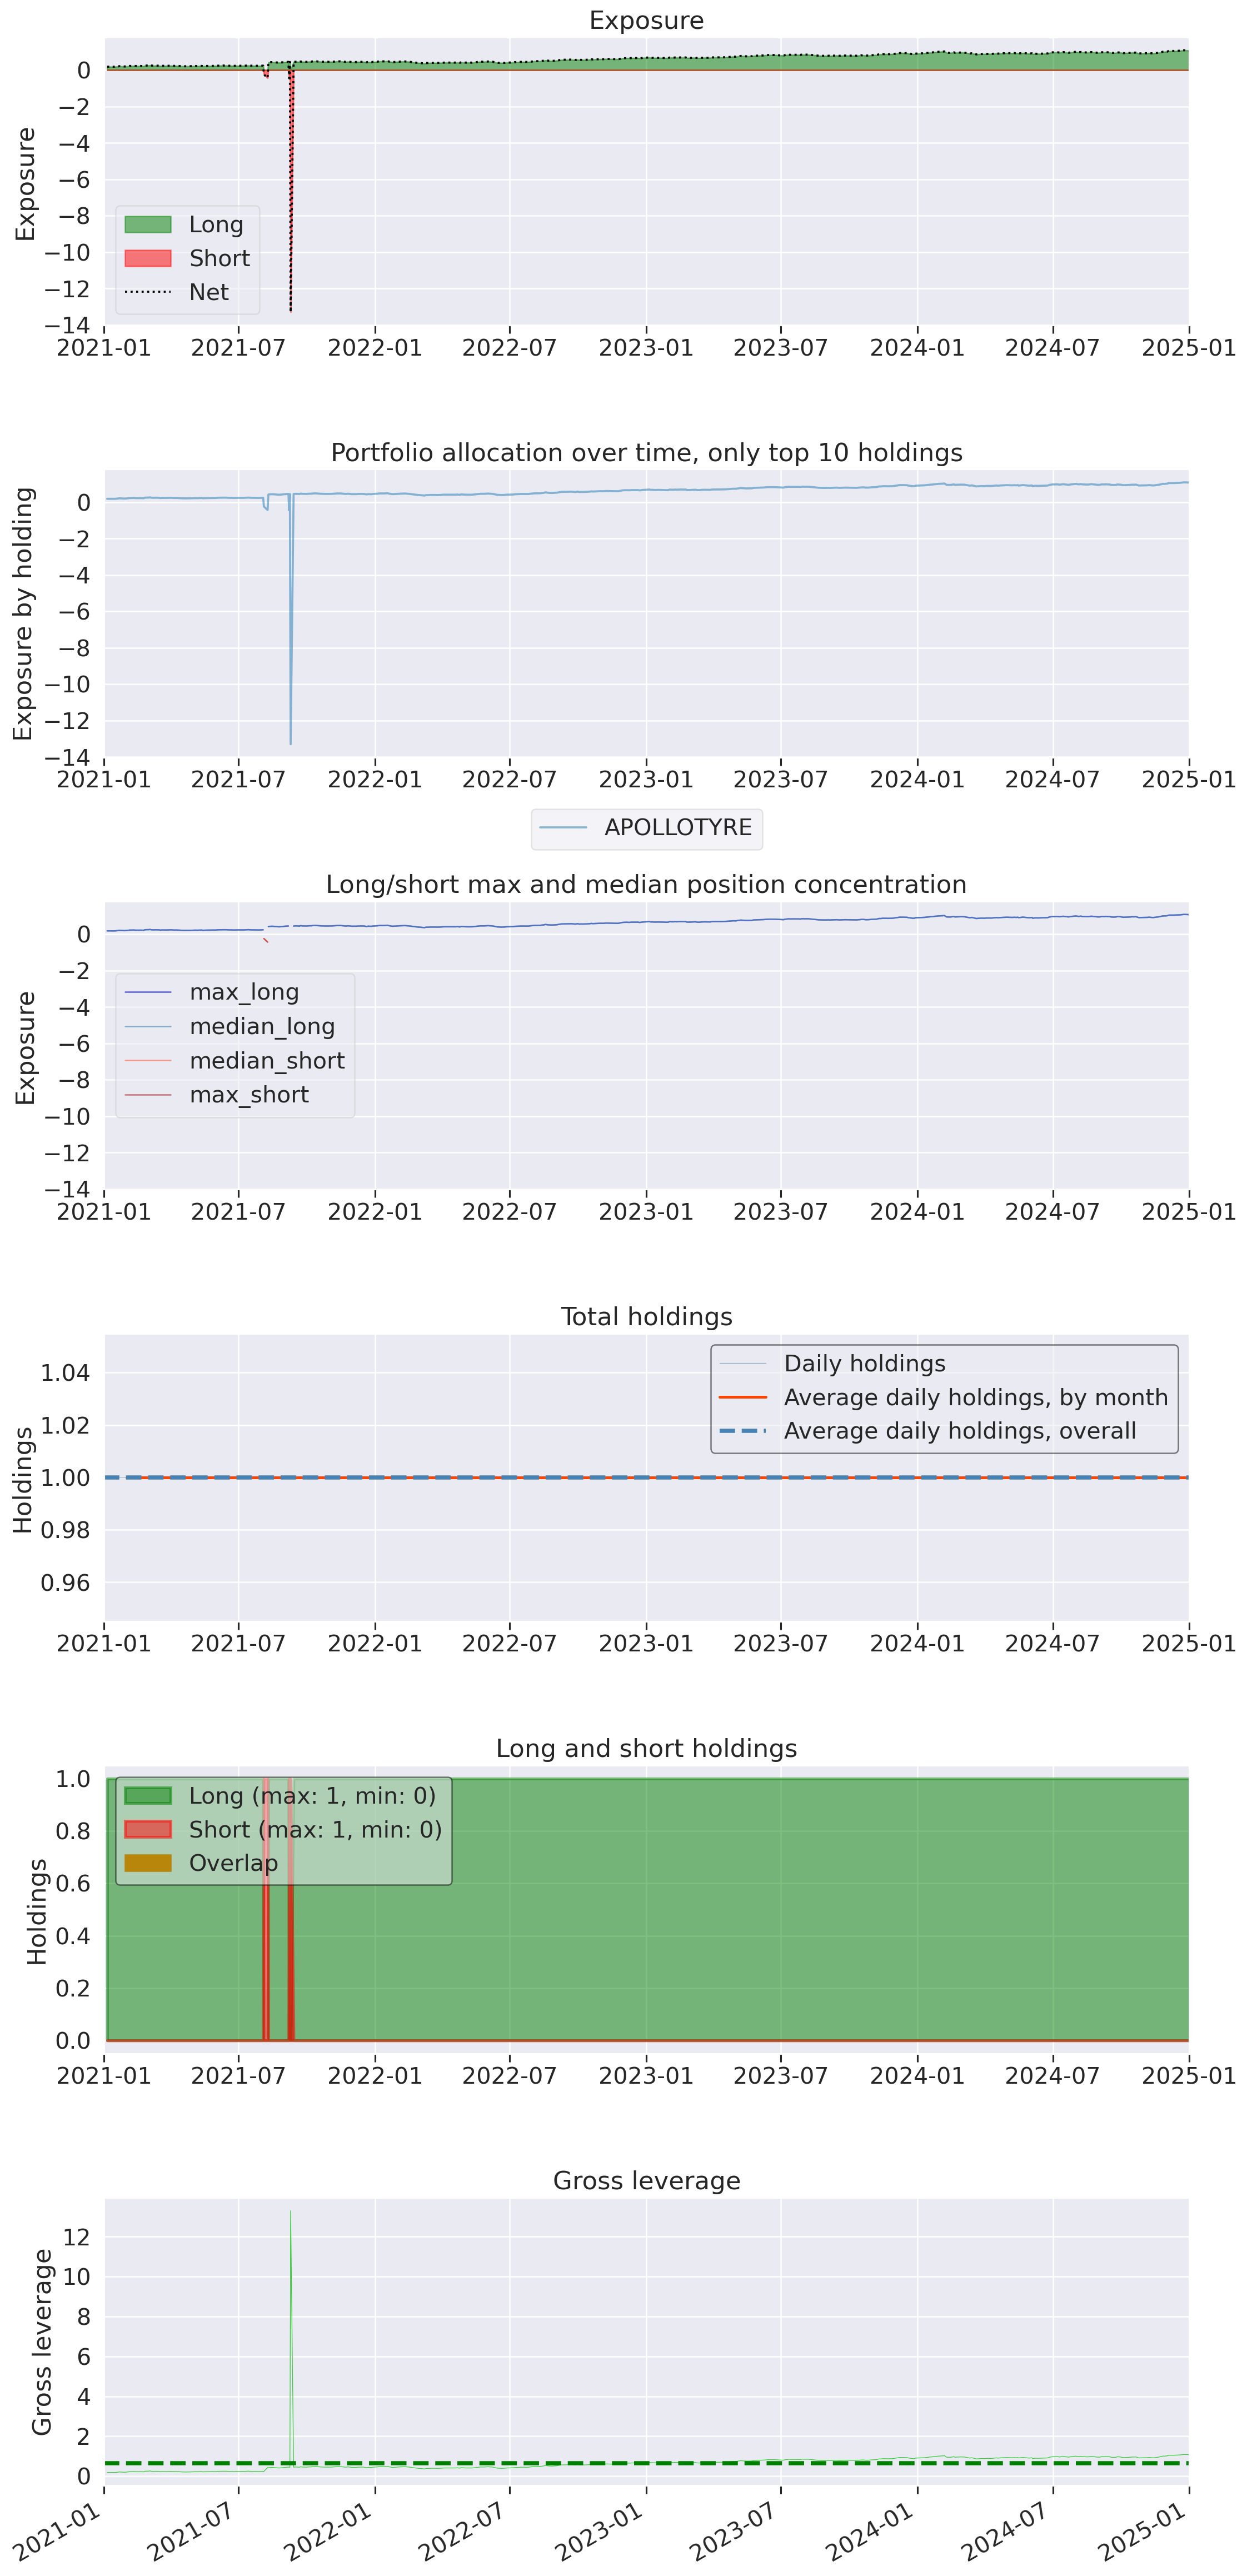 Exposure
Exposure
0
−2
−4
−6
−8
−10
−12
−14
Long
Short
Net
2021-01 2021-07 2022-01 2022-07 2023-01 2023-07 2024-01 2024-07 2025-01
Portfolio allocation over time, only top 10 holdings
Exposure by holding
0
−2
−4
−6
−8
−10
−12
−14
2021-01 2021-07 2022-01 2022-07 2023-01 2023-07 2024-01 2024-07 2025-01
APOLLOTYRE
Long/short max and median position concentration
Exposure
0
−2
−4
−6
−8
−10
−12
−14
max_long
median_long
median_short
max_short
2021-01 2021-07 2022-01 2022-07 2023-01 2023-07 2024-01 2024-07 2025-01
Total holdings
Holdings
1.04
1.02
1.00
0.98
0.96
Daily holdings
Average daily holdings, by month
Average daily holdings, overall
2021-01 2021-07 2022-01 2022-07 2023-01 2023-07 2024-01 2024-07 2025-01
Long and short holdings
Holdings
1.0
0.8
0.6
0.4
0.2
0.0
Long (max: 1, min: 0)
Short (max: 1, min: 0)
Overlap
2021-01 2021-07 2022-01 2022-07 2023-01 2023-07 2024-01 2024-07 2025-01
Gross leverage
Gross leverage
12
10
8
6
4
2
0
2021-01 2021-07 2022-01 2022-07 2023-01 2023-07 2024-01 2024-07 2025-01